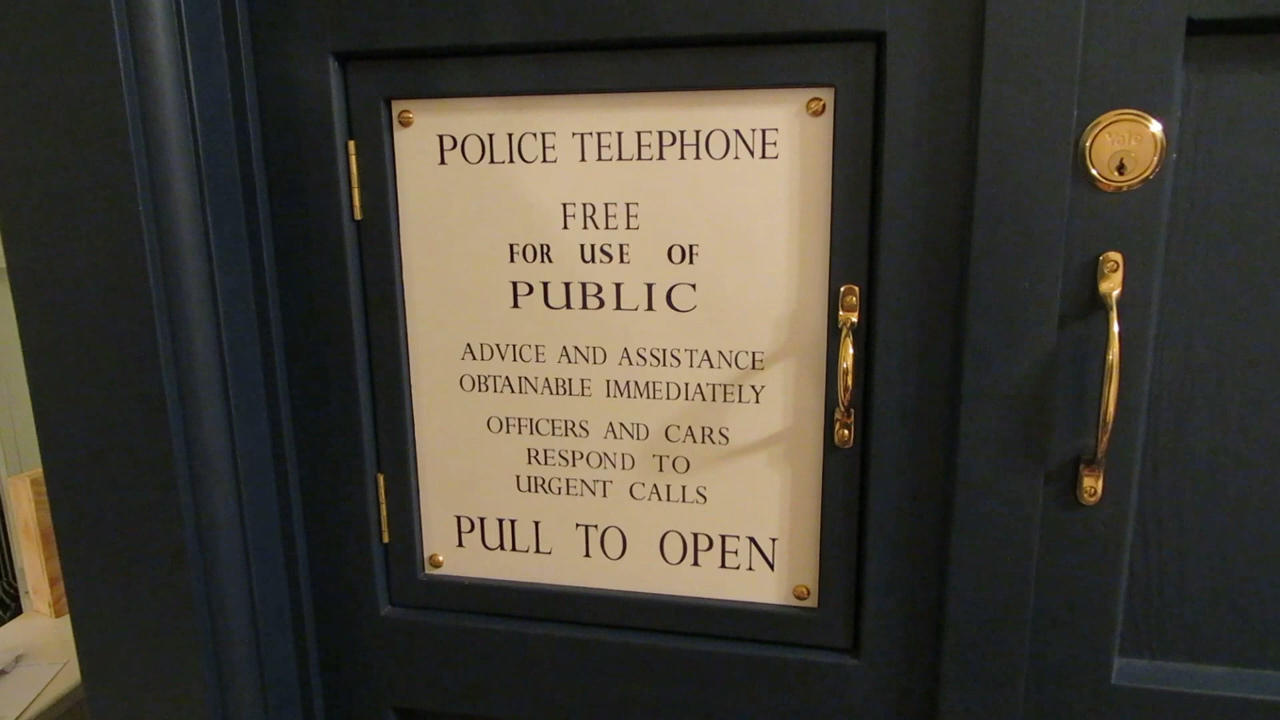 POLICE TELEPHONE
FREE
FOR USE OF
PUBLIC
ADVICE AND ASSISTANCE
OBTAINABLE IMMEDIATELY
OFFICERS AND CARS
RESPOND TO
URGENT CALLS
PULL TO OPEN
Yale